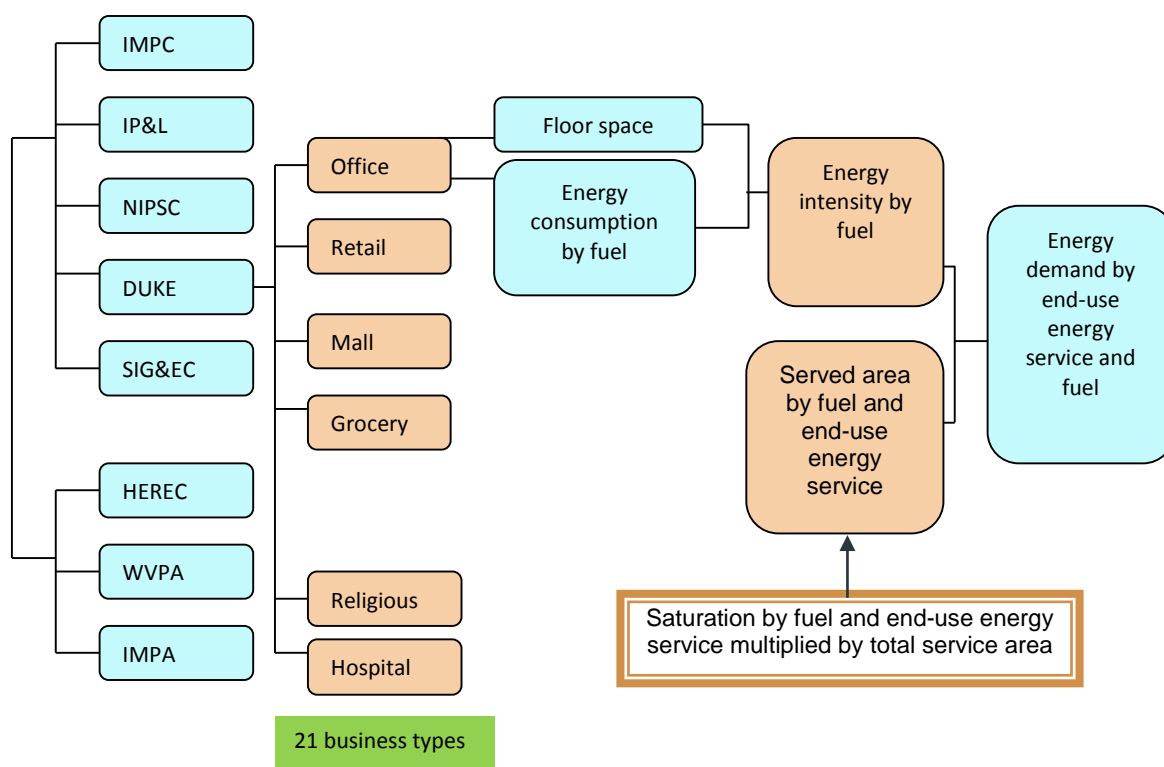 IMPC
IP&L
NIPSC
DUKE
SIG&EC
HEREC
WVPA
IMPA
Office
Retail
Mall
Grocery
Religious
Hospital
21 business types
Floor space
Energy
consumption
by fuel
Energy
intensity by
fuel
Served area
by fuel and
end-use
energy
service
Saturation by fuel and end-use energy
service multiplied by total service area
Energy
demand by
end-use
energy
service and
fuel